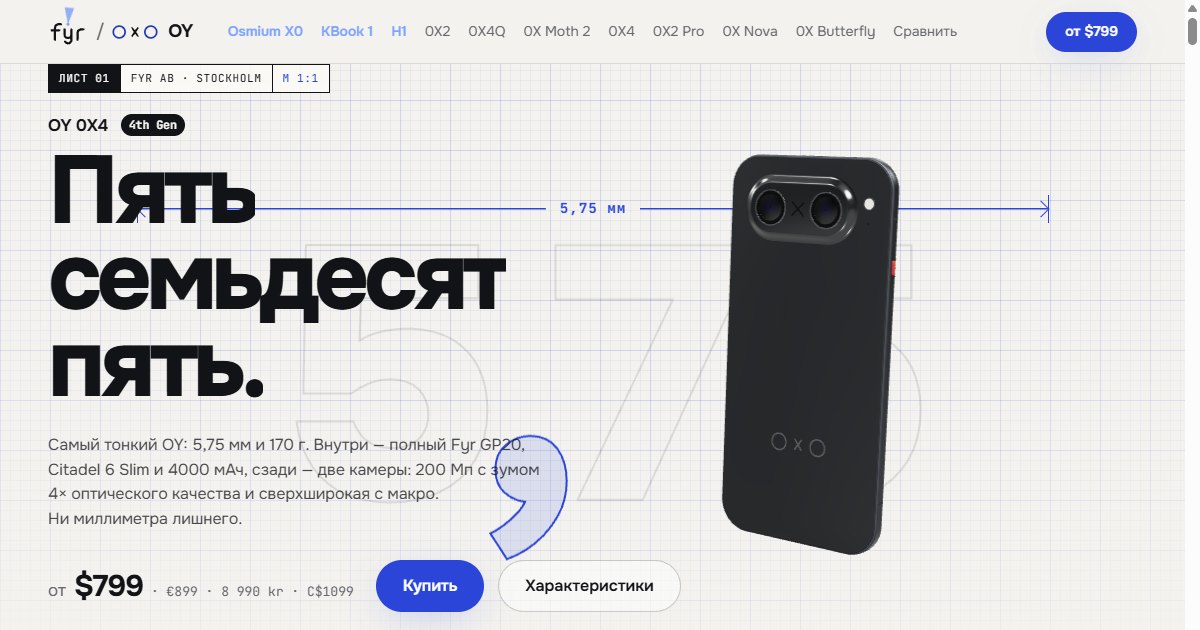 fyr / OXO OY Osmium X0 KBook 1 H1 0X2 0X4Q 0X Moth 2 0X4 0X2 Pro 0X Nova 0X Butterfly Сравнить от $799
ЛИСТ 01 FYR AB · STOCKHOLM М 1:1
OY 0X4 4th Gen
Пять
5,75 мм
семьдесят
пять.
5,75
OXO
Самый тонкий OY: 5,75 мм и 170 г. Внутри — полный Fyr GP20,
Citadel 6 Slim и 4000 мАч, сзади — две камеры: 200 Мп с зумом
4× оптического качества и сверхширокая с макро.
Ни миллиметра лишнего.
от $799 · €899 · 8 990 kr · C$1099 Купить Характеристики